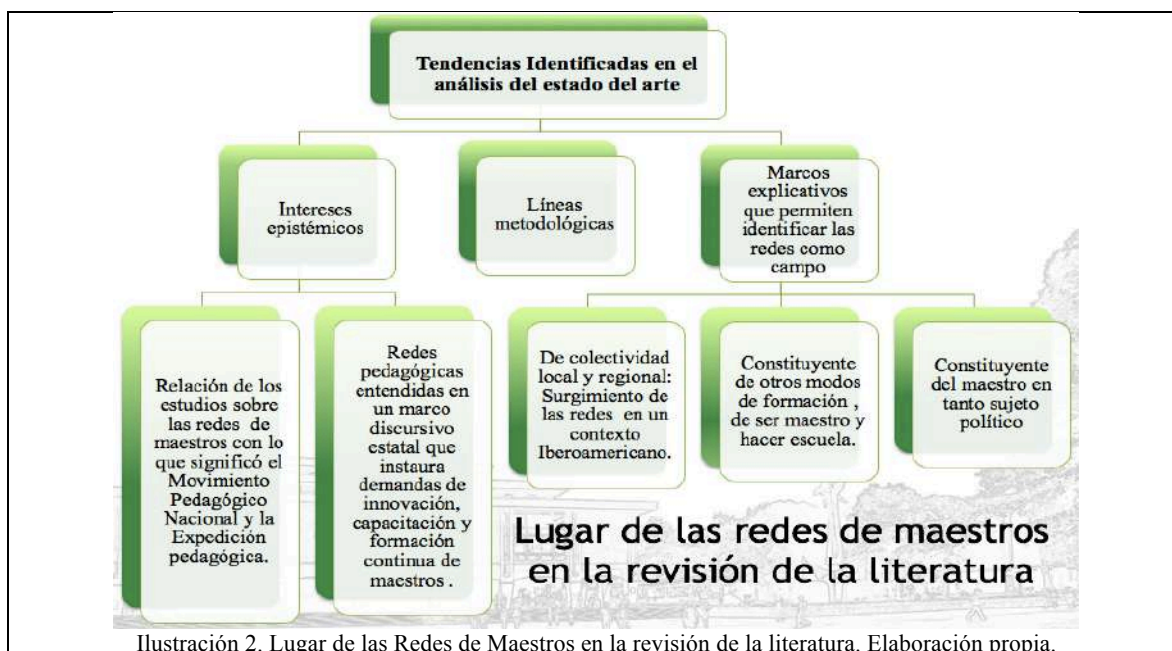 Tendencias Identificadas en el
análisis del estado del arte
Intereses
epistémicos
Líneas
metodológicas
Marcos
explicativos
que permiten
identificar las
redes como
campo
Relación de los
estudios sobre
las redes de
maestros con lo
que significó el
Movimiento
Pedagógico
Nacional y la
Expedición
pedagógica.
Redes
pedagógicas
entendidas en
un marco
discursivo
estatal que
instaura
demandas de
innovación,
capacitación y
formación
continua de
maestros .
De colectividad
local y regional:
Surgimiento de
las redes en un
contexto
Iberoamericano.
Constituyente
de otros modos
de formación ,
de ser maestro y
hacer escuela.
Constituyente
del maestro en
tanto sujeto
político
Lugar de las redes de maestros
en la revisión de la literatura
Ilustración 2. Lugar de las Redes de Maestros en la revisión de la literatura. Elaboración propia.